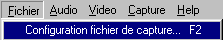 Fichier Audio Video Capture Help
Configuration fichier de capture... F2